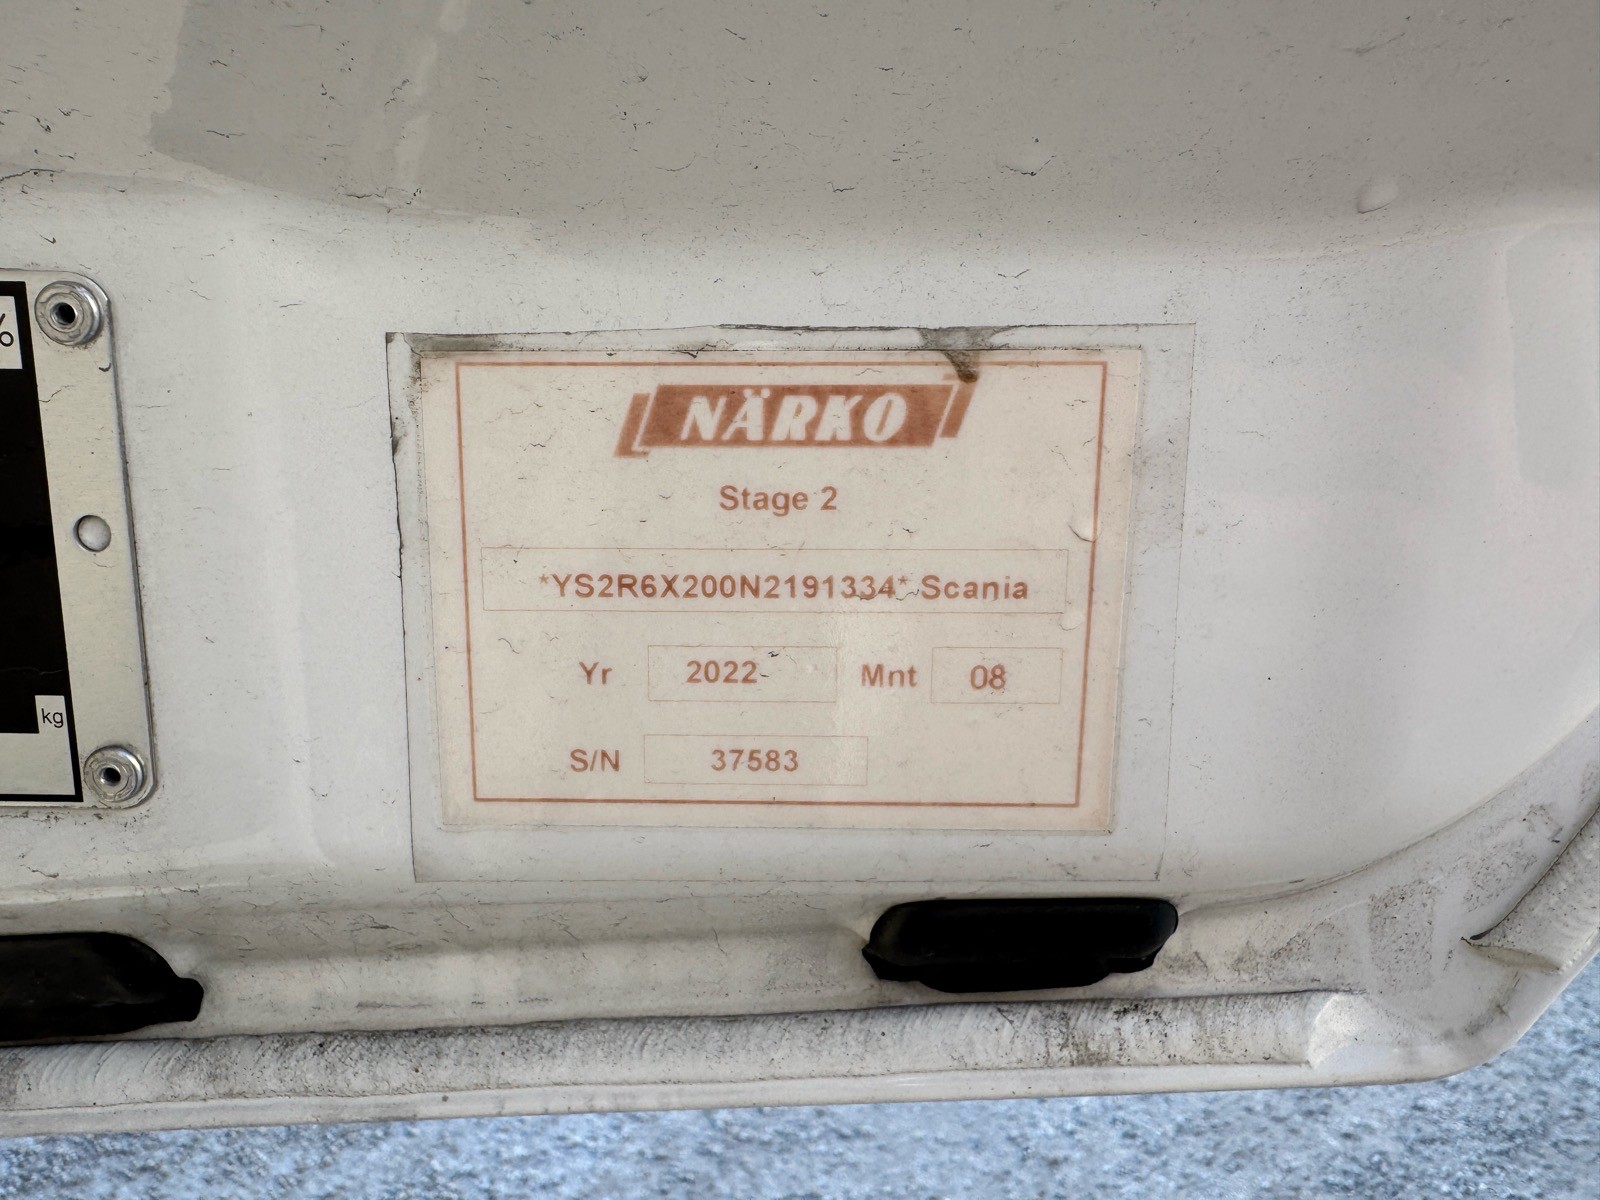 %
kg
NÄRKO
Stage 2
*YS2R6X200N2191334* Scania
Yr 2022 Mnt 08
S/N 37583